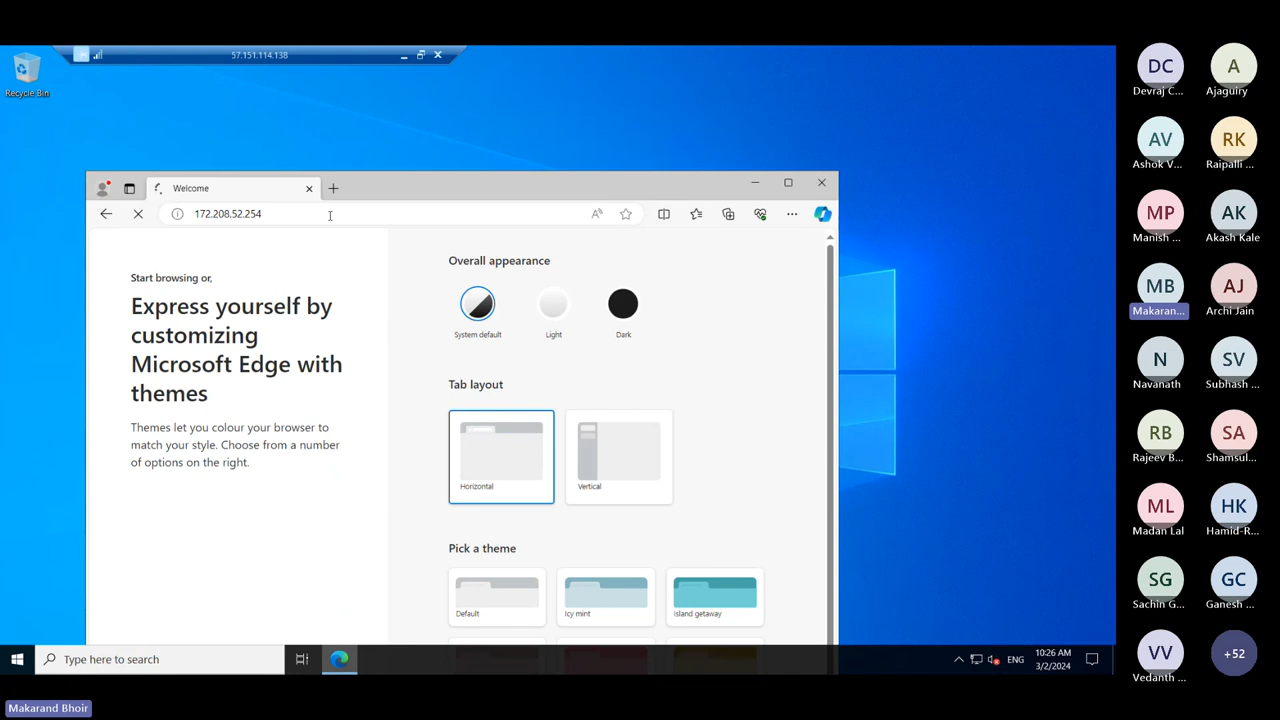 57.151.114.138
Recycle Bin
Welcome
172.208.52.254
Start browsing or,
Express yourself by
customizing
Microsoft Edge with
themes
Themes let you colour your browser to
match your style. Choose from a number
of options on the right.
Overall appearance
System default
Light
Dark
Tab layout
Horizontal
Vertical
Pick a theme
Default
Icy mint
Island getaway
Type here to search
ENG
10:26 AM
3/2/2024
DC
Devraj C...
A
Ajaguiry
AV
Ashok V...
RK
Raipalli ...
MP
Manish ...
AK
Akash Kale
MB
Makaran...
AJ
Archi Jain
N
Navanath
SV
Subhash ...
RB
Rajeev B...
SA
Shamsul...
ML
Madan Lal
HK
Hamid-R...
SG
Sachin G...
GC
Ganesh ...
VV
Vedanth ...
+52
Makarand Bhoir